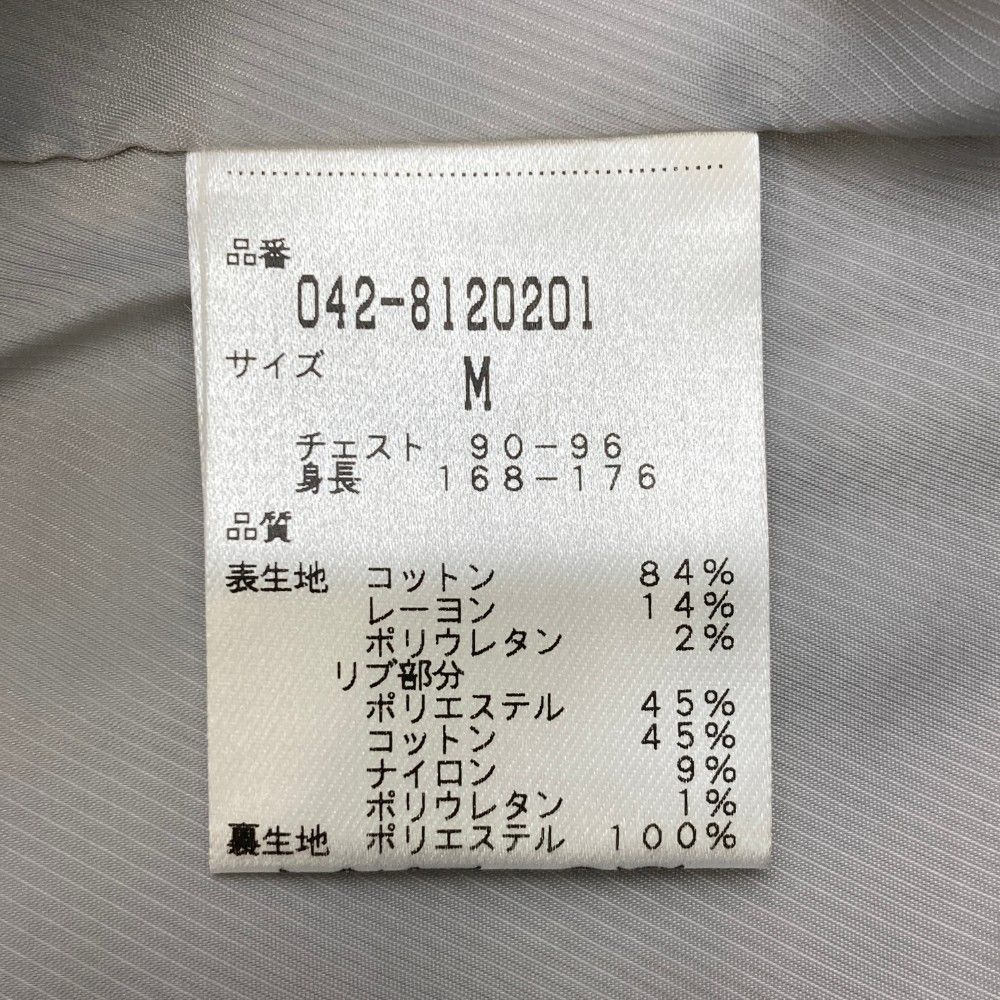 品番
042-8120201
サイズ
M
チェスト 90-96
身長 168-176
品質
表生地 コットン 84%
レーヨン 14%
ポリウレタン 2%
リブ部分
ポリエステル 45%
コットン 45%
ナイロン 9%
ポリウレタン 1%
裏生地 ポリエステル 100%